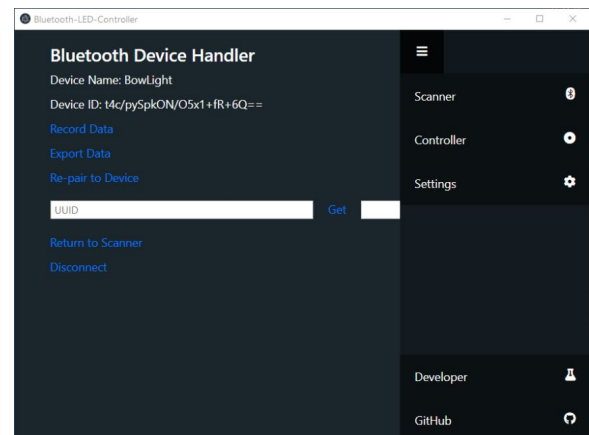 Bluetooth-LED-Controller
Bluetooth Device Handler
Device Name: BowLight
Device ID: t4c/pySpkON/O5x1+fR+6Q==
Record Data
Export Data
Re-pair to Device
UUID Get
Return to Scanner
Disconnect
Scanner
Controller
Settings
Developer
GitHub